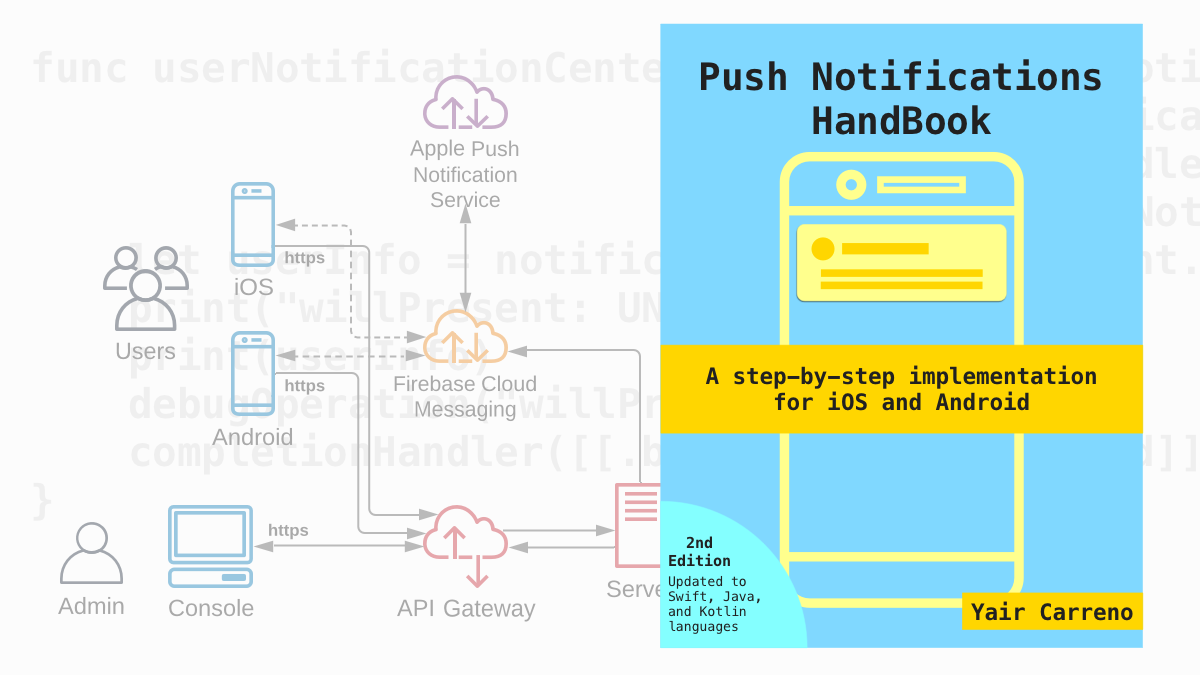 func userNotificationCente
Apple Push
Notification
Service
https
iOS
let userInfo = notific
print("willPresent: UN
Users
print(userInfo)
https
Firebase Cloud
Messaging
debugOperation("willPr
Android
completionHandler([[.b
}
https
Admin
Console
API Gateway
Serve
Push Notifications
HandBook
A step-by-step implementation
for iOS and Android
2nd
Edition
Updated to
Swift, Java,
and Kotlin
languages
Yair Carreno